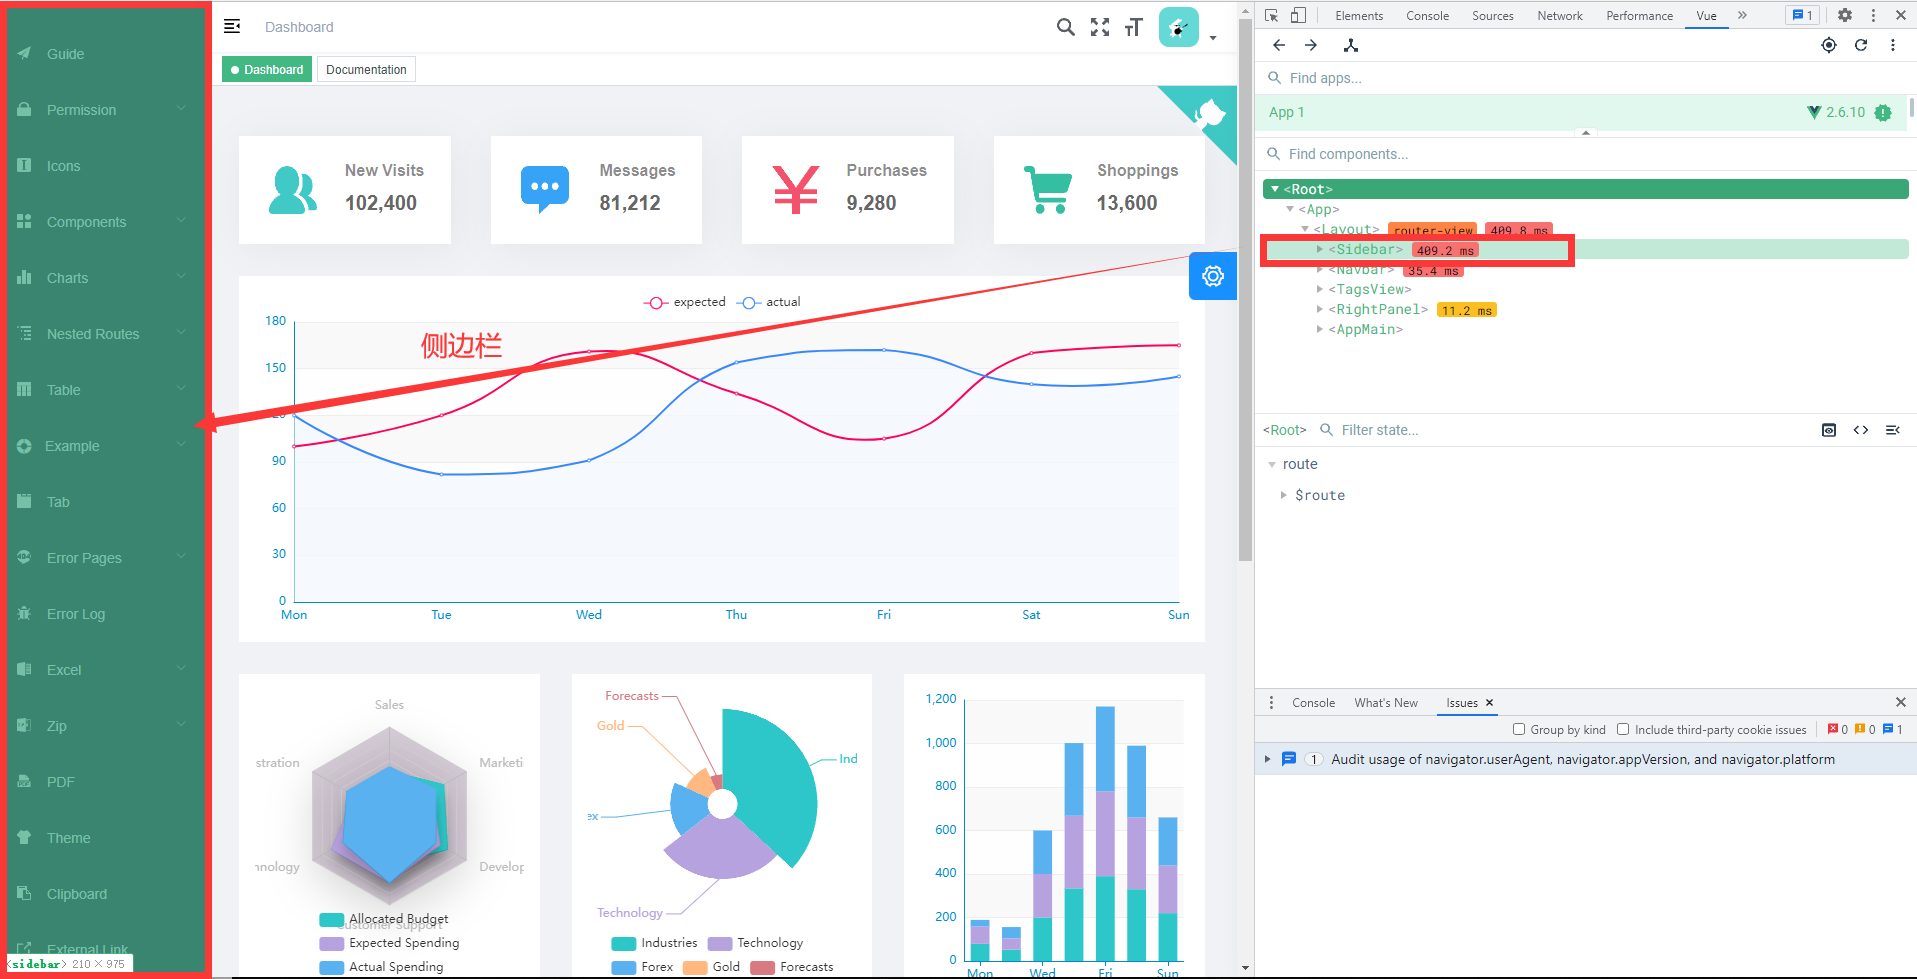 Guide
Permission
Icons
Components
Charts
Nested Routes
Table
Example
Tab
Error Pages
Error Log
Excel
Zip
PDF
Theme
Clipboard
External Link
<sidebar> 210 × 975
Dashboard
Dashboard
Documentation
New Visits
102,400
Messages
81,212
Purchases
9,280
Shoppings
13,600
expected
actual
侧边栏
180
150
120
90
60
30
0
Mon
Tue
Wed
Thu
Fri
Sat
Sun
Sales
stration
Marketi
hnology
Develop
Customer Support
Allocated Budget
Expected Spending
Actual Spending
Forecasts
Gold
Ind
ex
Technology
Industries
Technology
Forex
Gold
Forecasts
1,200
1,000
800
600
400
200
0
Mon
Wed
Fri
Sun
Elements
Console
Sources
Network
Performance
Vue
1
Find apps...
App 1
2.6.10
Find components...
<Root>
<App>
<Layout> router-view 409.8 ms
<Sidebar> 409.2 ms
<Navbar> 35.4 ms
<TagsView>
<RightPanel> 11.2 ms
<AppMain>
<Root>
Filter state...
route
$route
Console
What's New
Issues
Group by kind
Include third-party cookie issues
0
0
1
1 Audit usage of navigator.userAgent, navigator.appVersion, and navigator.platform